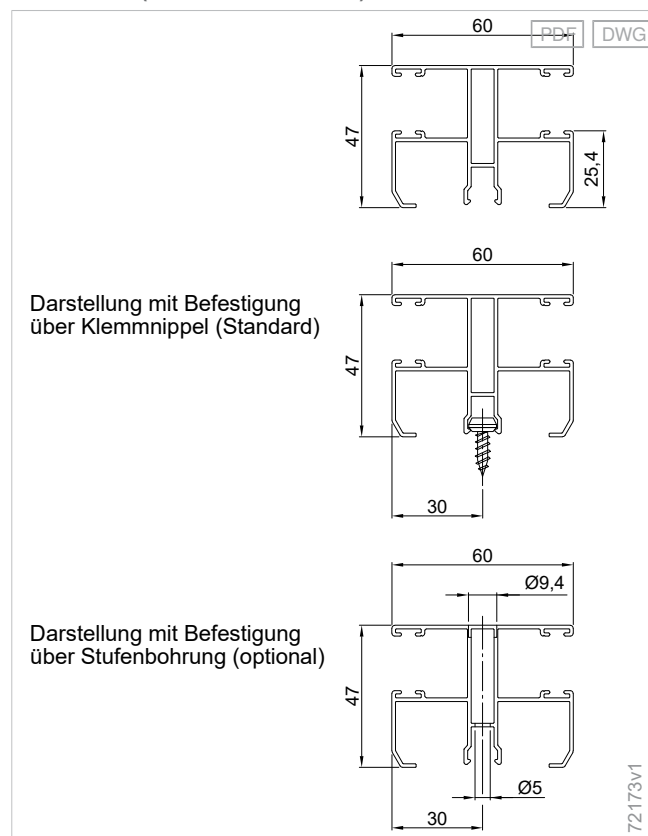 60
PDF
DWG
47
25,4
60
Darstellung mit Befestigung
über Klemmnippel (Standard)
47
30
60
Ø9,4
Darstellung mit Befestigung
über Stufenbohrung (optional)
47
Ø5
30
72173v1